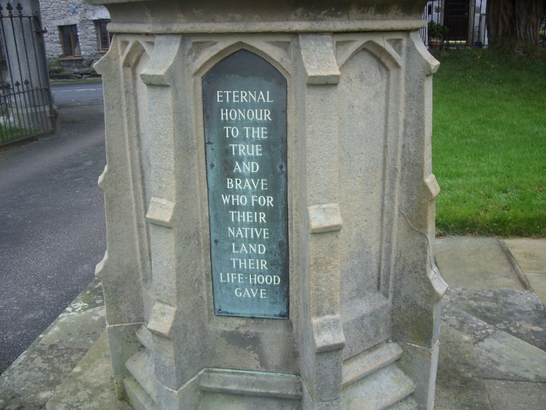 ETERNAL
HONOUR
TO THE
TRUE
AND
BRAVE
WHO FOR
THEIR
NATIVE
LAND
THEIR
LIFE-HOOD
GAVE